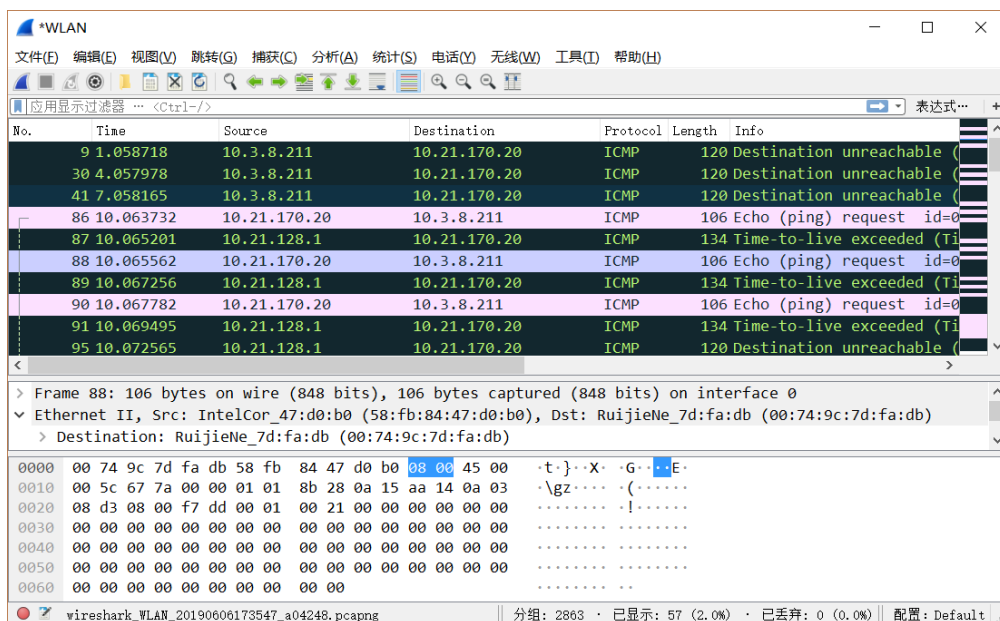 *WLAN
文件(F) 编辑(E) 视图(V) 跳转(G) 捕获(C) 分析(A) 统计(S) 电话(Y) 无线(W) 工具(T) 帮助(H)
应用显示过滤器 … <Ctrl-/> 表达式… +
No. Time Source Destination Protocol Length Info
9 1.058718 10.3.8.211 10.21.170.20 ICMP 120 Destination unreachable (
30 4.057978 10.3.8.211 10.21.170.20 ICMP 120 Destination unreachable (
41 7.058165 10.3.8.211 10.21.170.20 ICMP 120 Destination unreachable (
86 10.063732 10.21.170.20 10.3.8.211 ICMP 106 Echo (ping) request id=0
87 10.065201 10.21.128.1 10.21.170.20 ICMP 134 Time-to-live exceeded (Ti
88 10.065562 10.21.170.20 10.3.8.211 ICMP 106 Echo (ping) request id=0
89 10.067256 10.21.128.1 10.21.170.20 ICMP 134 Time-to-live exceeded (Ti
90 10.067782 10.21.170.20 10.3.8.211 ICMP 106 Echo (ping) request id=0
91 10.069495 10.21.128.1 10.21.170.20 ICMP 134 Time-to-live exceeded (Ti
95 10.072565 10.21.128.1 10.21.170.20 ICMP 120 Destination unreachable (
> Frame 88: 106 bytes on wire (848 bits), 106 bytes captured (848 bits) on interface 0
Ethernet II, Src: IntelCor_47:d0:b0 (58:fb:84:47:d0:b0), Dst: RuijieNe_7d:fa:db (00:74:9c:7d:fa:db)
> Destination: RuijieNe_7d:fa:db (00:74:9c:7d:fa:db)
0000 00 74 9c 7d fa db 58 fb 84 47 d0 b0 08 00 45 00 ·t·}··X· ·G····E·
0010 00 5c 67 7a 00 00 01 01 8b 28 0a 15 aa 14 0a 03 ·\gz···· ·(······
0020 08 d3 08 00 f7 dd 00 01 00 21 00 00 00 00 00 00 ········ ·!······
0030 00 00 00 00 00 00 00 00 00 00 00 00 00 00 00 00 ········ ········
0040 00 00 00 00 00 00 00 00 00 00 00 00 00 00 00 00 ········ ········
0050 00 00 00 00 00 00 00 00 00 00 00 00 00 00 00 00 ········ ········
0060 00 00 00 00 00 00 00 00 00 00 ········ ··
wireshark_WLAN_20190606173547_a04248.pcapng 分组: 2863 · 已显示: 57 (2.0%) · 已丢弃: 0 (0.0%) 配置: Default